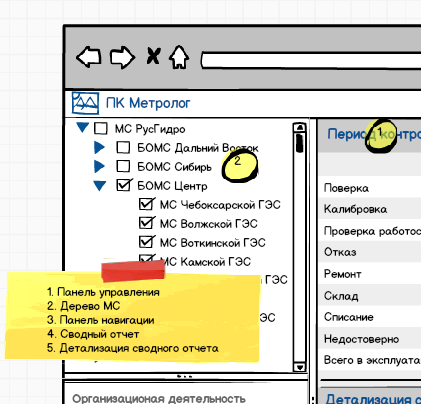 ПК Метролог
МС РусГидро
БОМС Дальний Восток
2
БОМС Сибирь
БОМС Центр
МС Чебоксарской ГЭС
МС Волжской ГЭС
МС Воткинской ГЭС
МС Камской ГЭС
ГЭС
ЭС
1. Панель управления
2. Дерево МС
3. Панель навигации
4. Сводный отчет
5. Детализация сводного отчета
Организационая деятельность
Период контро
1
Поверка
Калибровка
Проверка работос
Отказ
Ремонт
Склад
Списание
Недостоверно
Всего в эксплуата
Детализация с